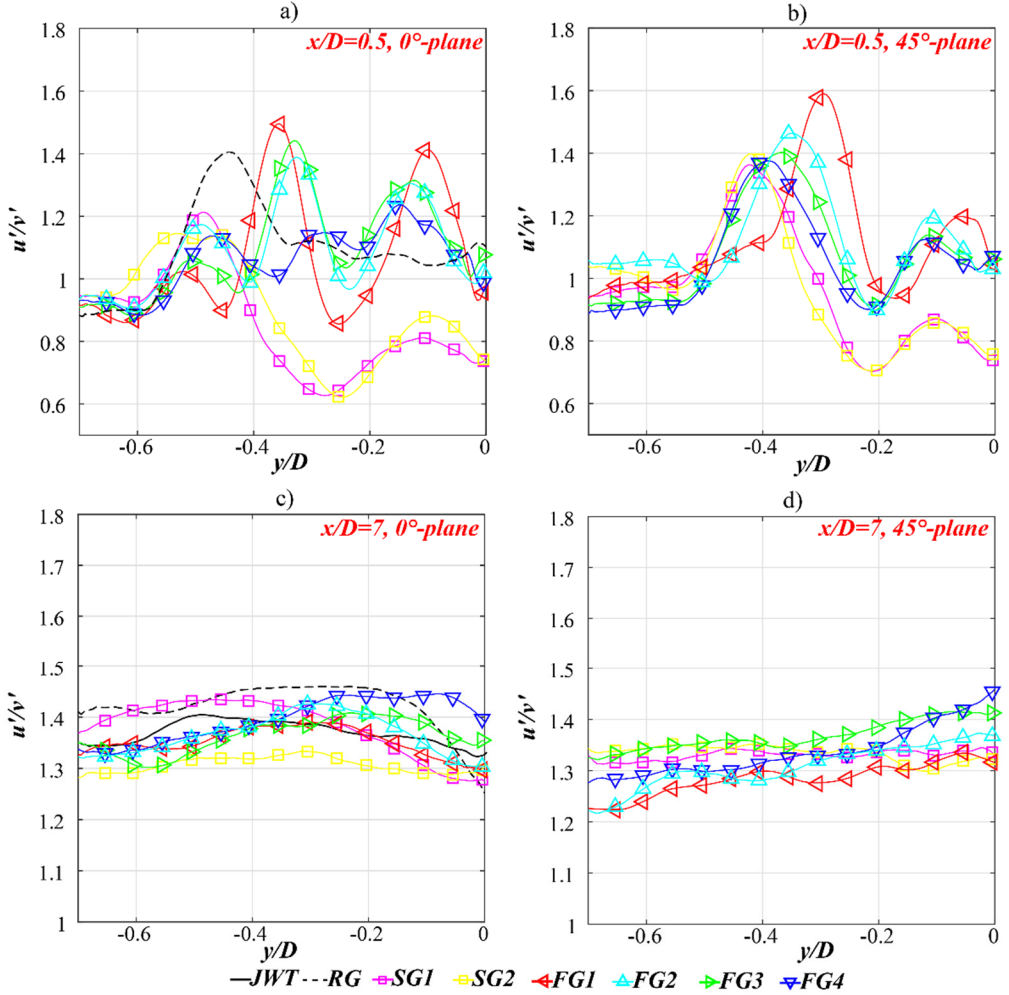 a)
x/D=0.5, 0°-plane
1.8
1.6
1.4
1.2
1
0.8
0.6
u'/v'
-0.6 -0.4 -0.2 0
y/D
b)
x/D=0.5, 45°-plane
1.8
1.6
1.4
1.2
1
0.8
0.6
u'/v'
-0.6 -0.4 -0.2 0
y/D
c)
x/D=7, 0°-plane
1.8
1.7
1.6
1.5
1.4
1.3
1.2
1.1
1
u'/v'
-0.6 -0.4 -0.2 0
y/D
d)
x/D=7, 45°-plane
1.8
1.7
1.6
1.5
1.4
1.3
1.2
1.1
1
u'/v'
-0.6 -0.4 -0.2 0
y/D
JWT RG SG1 SG2 FG1 FG2 FG3 FG4